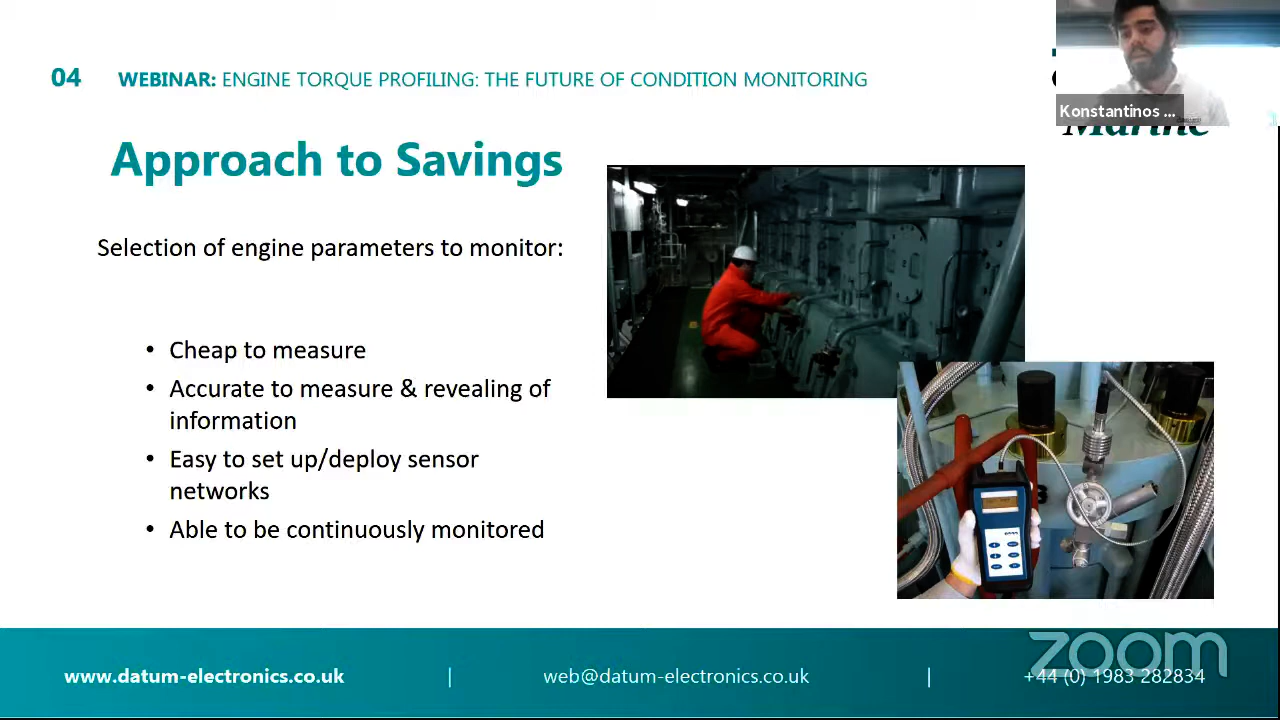 04 WEBINAR: ENGINE TORQUE PROFILING: THE FUTURE OF CONDITION MONITORING
Konstantinos ...
Marine
Approach to Savings
Selection of engine parameters to monitor:
• Cheap to measure
• Accurate to measure & revealing of
information
• Easy to set up/deploy sensor
networks
• Able to be continuously monitored
zoom
www.datum-electronics.co.uk | web@datum-electronics.co.uk | +44 (0) 1983 282834